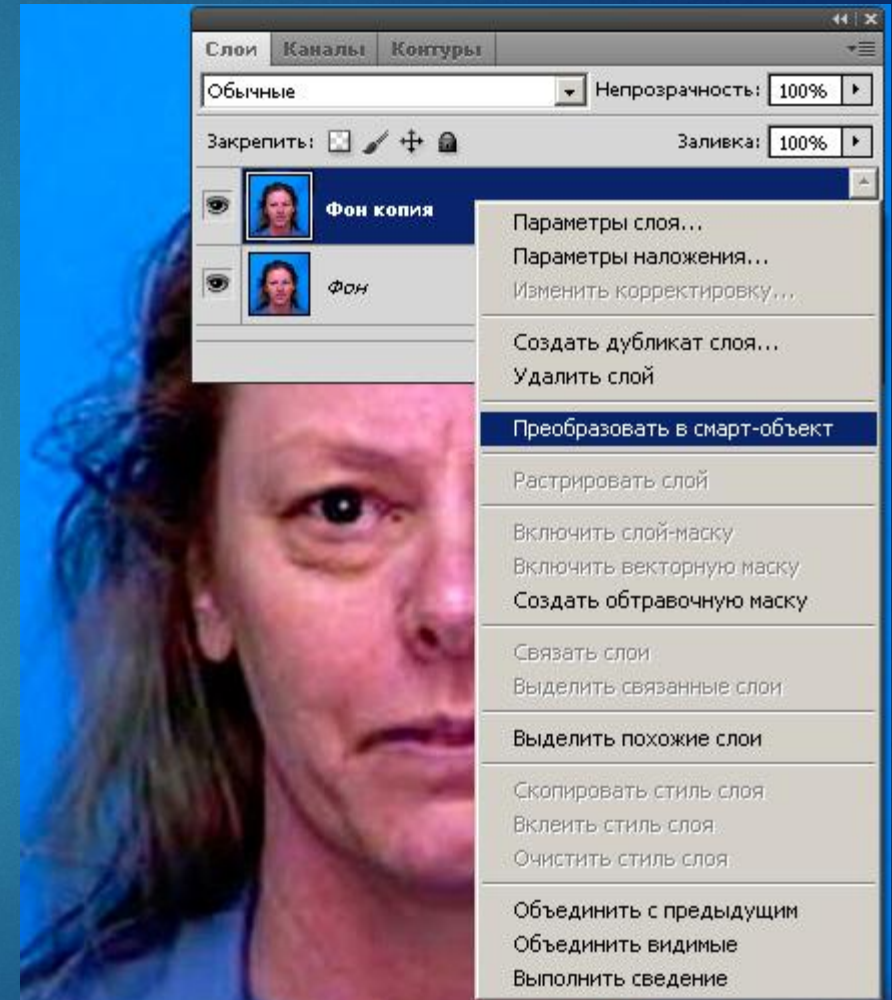 Слои Каналы Контуры
Обычные Непрозрачность: 100%
Закрепить: Заливка: 100%
Фон копия
Фон
Параметры слоя...
Параметры наложения...
Изменить корректировку...
Создать дубликат слоя...
Удалить слой
Преобразовать в смарт-объект
Растрировать слой
Включить слой-маску
Включить векторную маску
Создать обтравочную маску
Связать слои
Выделить связанные слои
Выделить похожие слои
Скопировать стиль слоя
Вклеить стиль слоя
Очистить стиль слоя
Объединить с предыдущим
Объединить видимые
Выполнить сведение